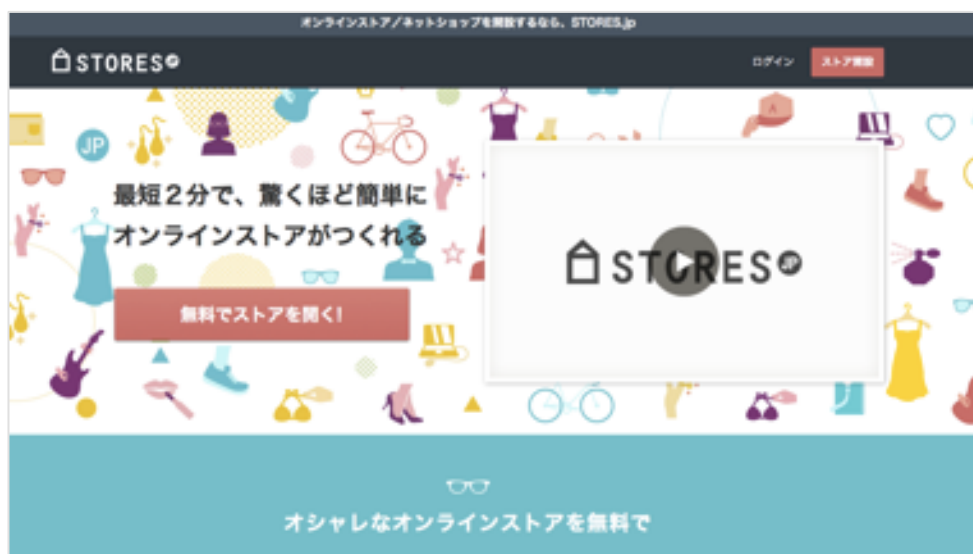 オンラインストア/ネットショップを開設するなら、STORES.jp
STORES JP
ログイン
ストア開設
JP
最短2分で、驚くほど簡単に
オンラインストアがつくれる
無料でストアを開く!
STORES JP
オシャレなオンラインストアを無料で